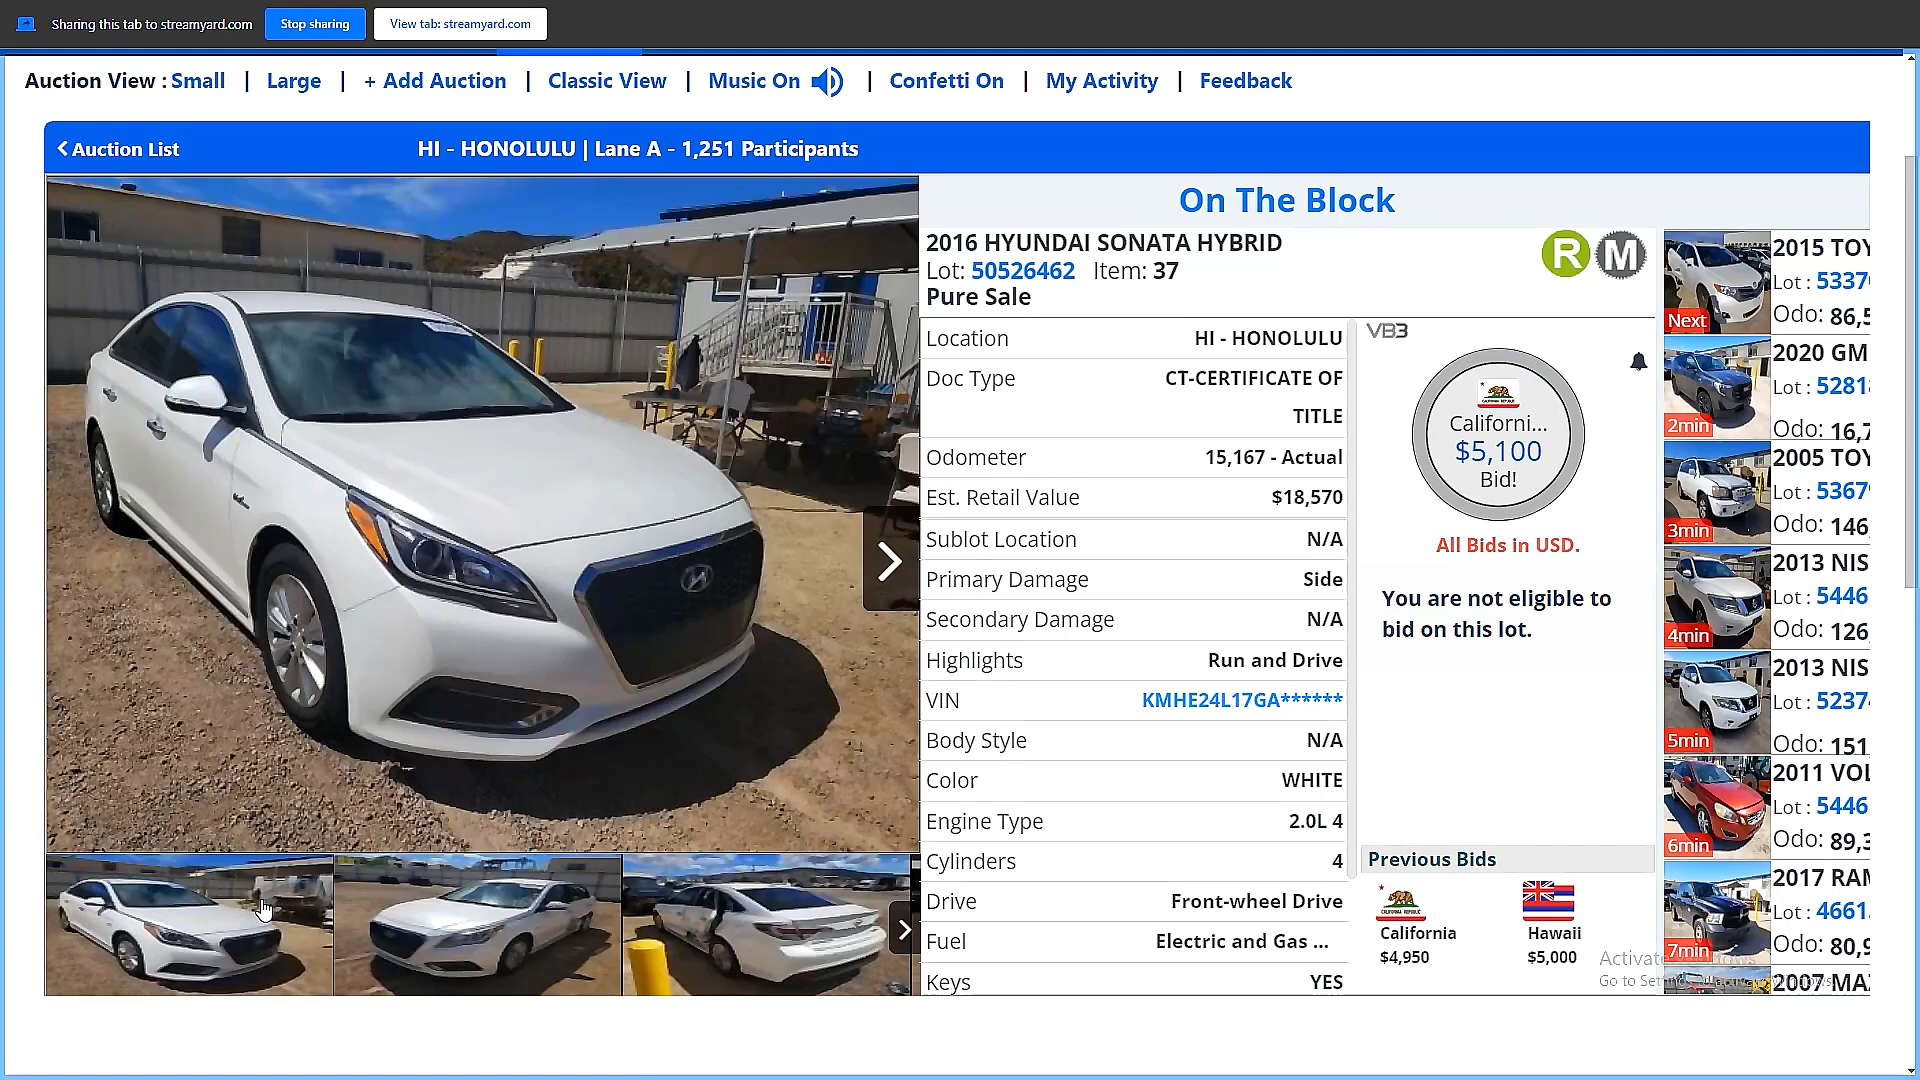 Sharing this tab to streamyard.com
Stop sharing
View tab: streamyard.com
Auction View : Small | Large | + Add Auction | Classic View | Music On | Confetti On | My Activity | Feedback
Auction List
HI - HONOLULU | Lane A - 1,251 Participants
On The Block
2016 HYUNDAI SONATA HYBRID
Lot: 50526462 Item: 37
Pure Sale
R
M
Location HI - HONOLULU
Doc Type CT-CERTIFICATE OF
TITLE
Odometer 15,167 - Actual
Est. Retail Value $18,570
Sublot Location N/A
Primary Damage Side
Secondary Damage N/A
Highlights Run and Drive
VIN KMHE24L17GA******
Body Style N/A
Color WHITE
Engine Type 2.0L 4
Cylinders 4
Drive Front-wheel Drive
Fuel Electric and Gas ...
Keys YES
VB3
Californi...
$5,100
Bid!
All Bids in USD.
You are not eligible to
bid on this lot.
Previous Bids
California
$4,950
Hawaii
$5,000
2015 TOY
Lot : 5337
Odo: 86,5
Next
2020 GM
Lot : 5281
Odo: 16,7
2min
2005 TOY
Lot : 5367
Odo: 146,
3min
2013 NIS
Lot : 5446
Odo: 126,
4min
2013 NIS
Lot : 5237
Odo: 151
5min
2011 VOL
Lot : 5446
Odo: 89,3
6min
2017 RAM
Lot : 4661
Odo: 80,9
7min
2007 MA
Activate
Go to